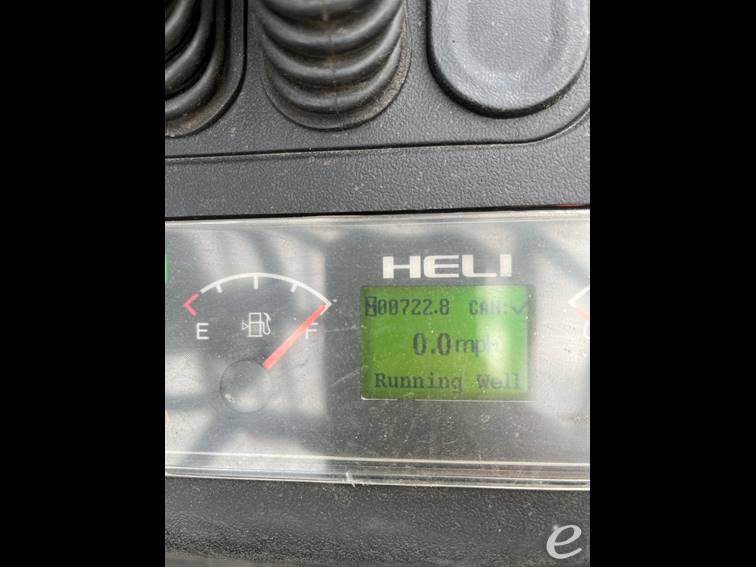 HELI
00722.8 CAN:✓
0.0mph
E F
Running Well
e